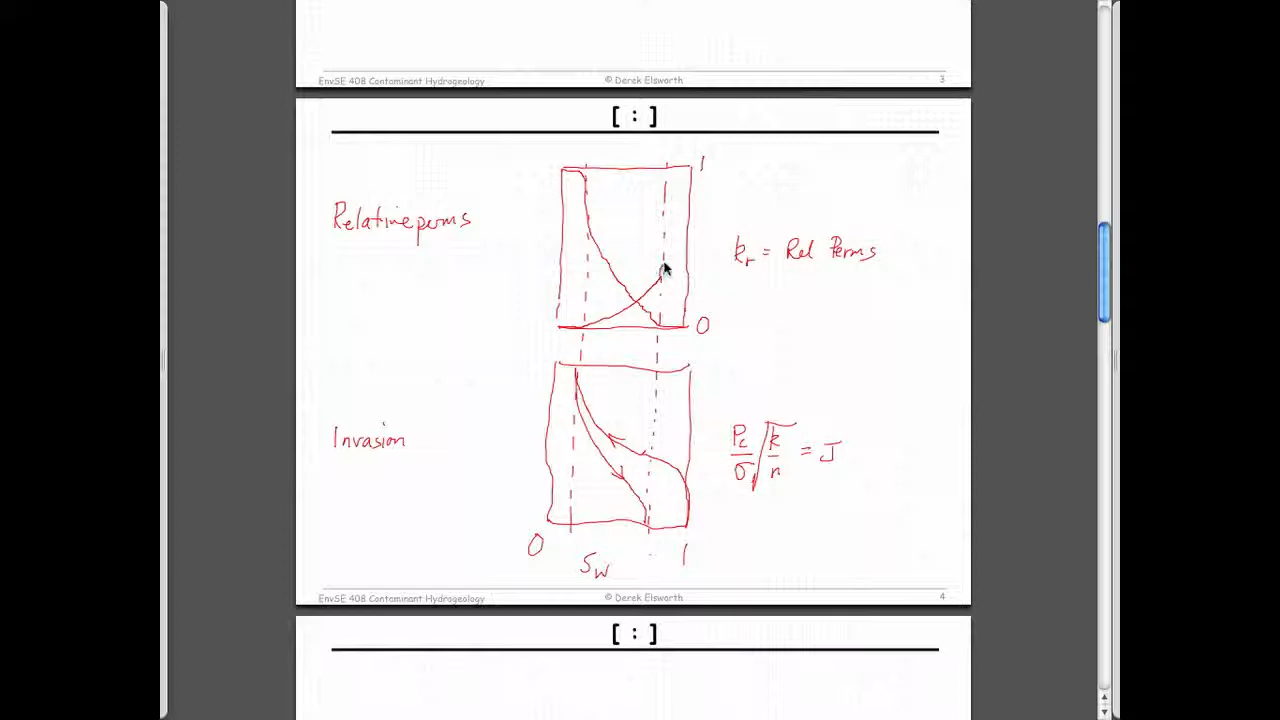 EnvSE 408 Contaminant Hydrogeology © Derek Elsworth 3
[ : ]
1
Relative perms
kr = Rel Perms
0
Invasion
Pc/σ √k/n = J
0 Sw 1
EnvSE 408 Contaminant Hydrogeology © Derek Elsworth 4
[ : ]